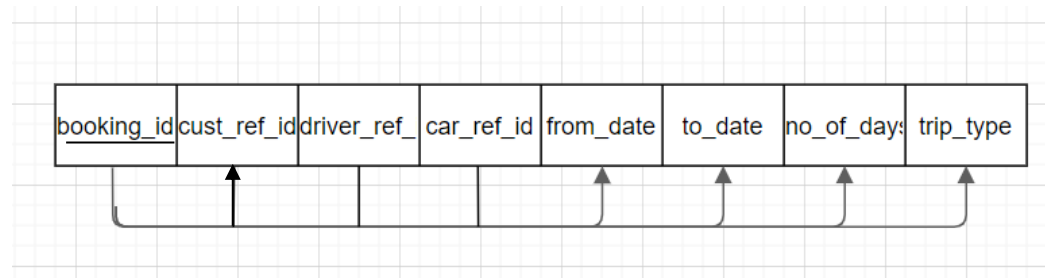 booking_id cust_ref_id driver_ref_ car_ref_id from_date to_date no_of_days trip_type